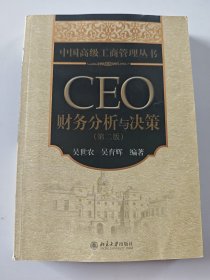 中国高级工商管理丛书
CEO
财务分析与决策
(第二版)
吴世农 吴育辉 编著
北京大学出版社